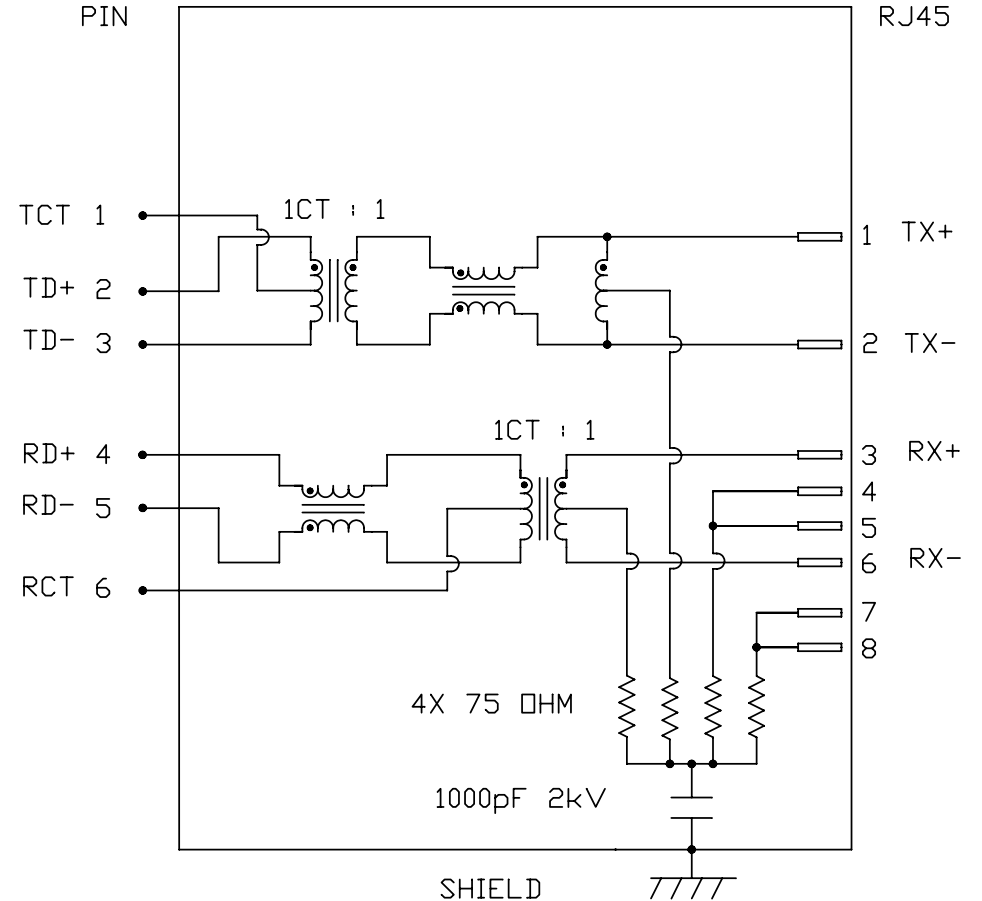 PIN
RJ45
TCT 1
1CT : 1
1 TX+
TD+ 2
TD- 3
2 TX-
1CT : 1
RD+ 4
3 RX+
4
RD- 5
5
6 RX-
RCT 6
7
8
4X 75 OHM
1000pF 2kV
SHIELD